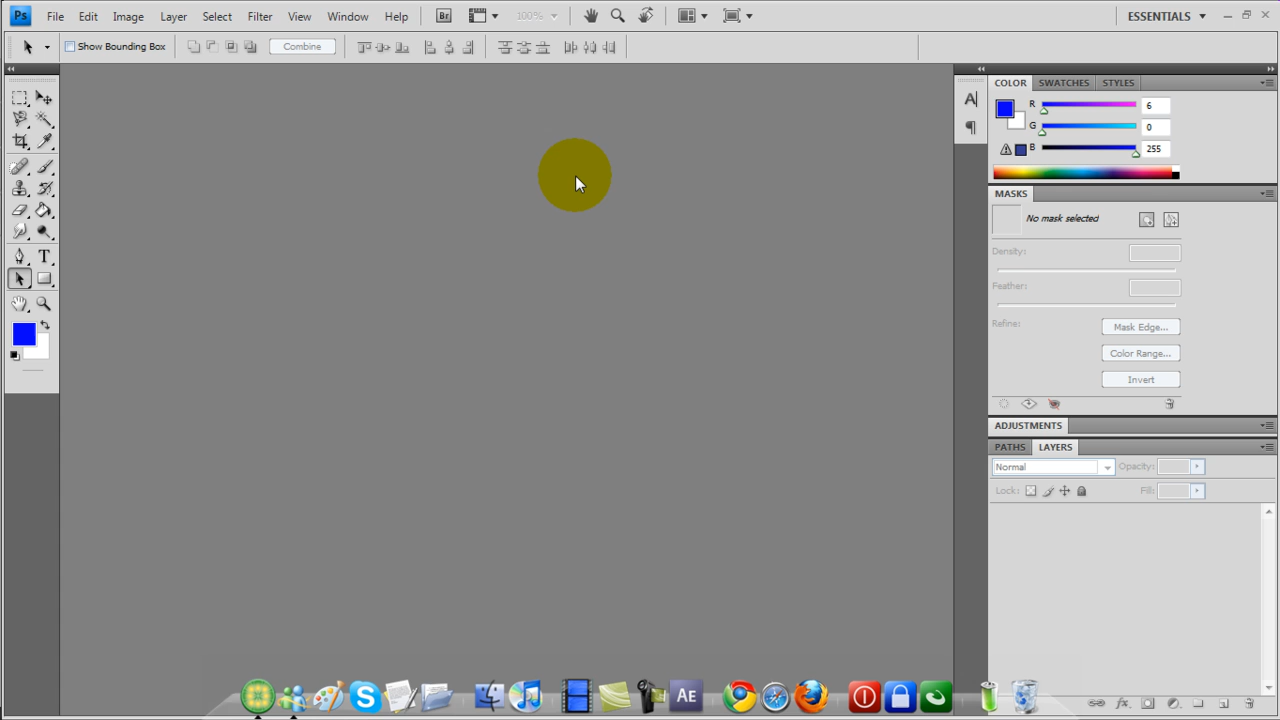 Ps File Edit Image Layer Select Filter View Window Help Br 100% ESSENTIALS
Show Bounding Box Combine
COLOR SWATCHES STYLES
R 6
G 0
B 255
MASKS
No mask selected
Density:
Feather:
Refine: Mask Edge...
Color Range...
Invert
ADJUSTMENTS
PATHS LAYERS
Normal Opacity:
Lock: Fill:
A
T
fx
AE